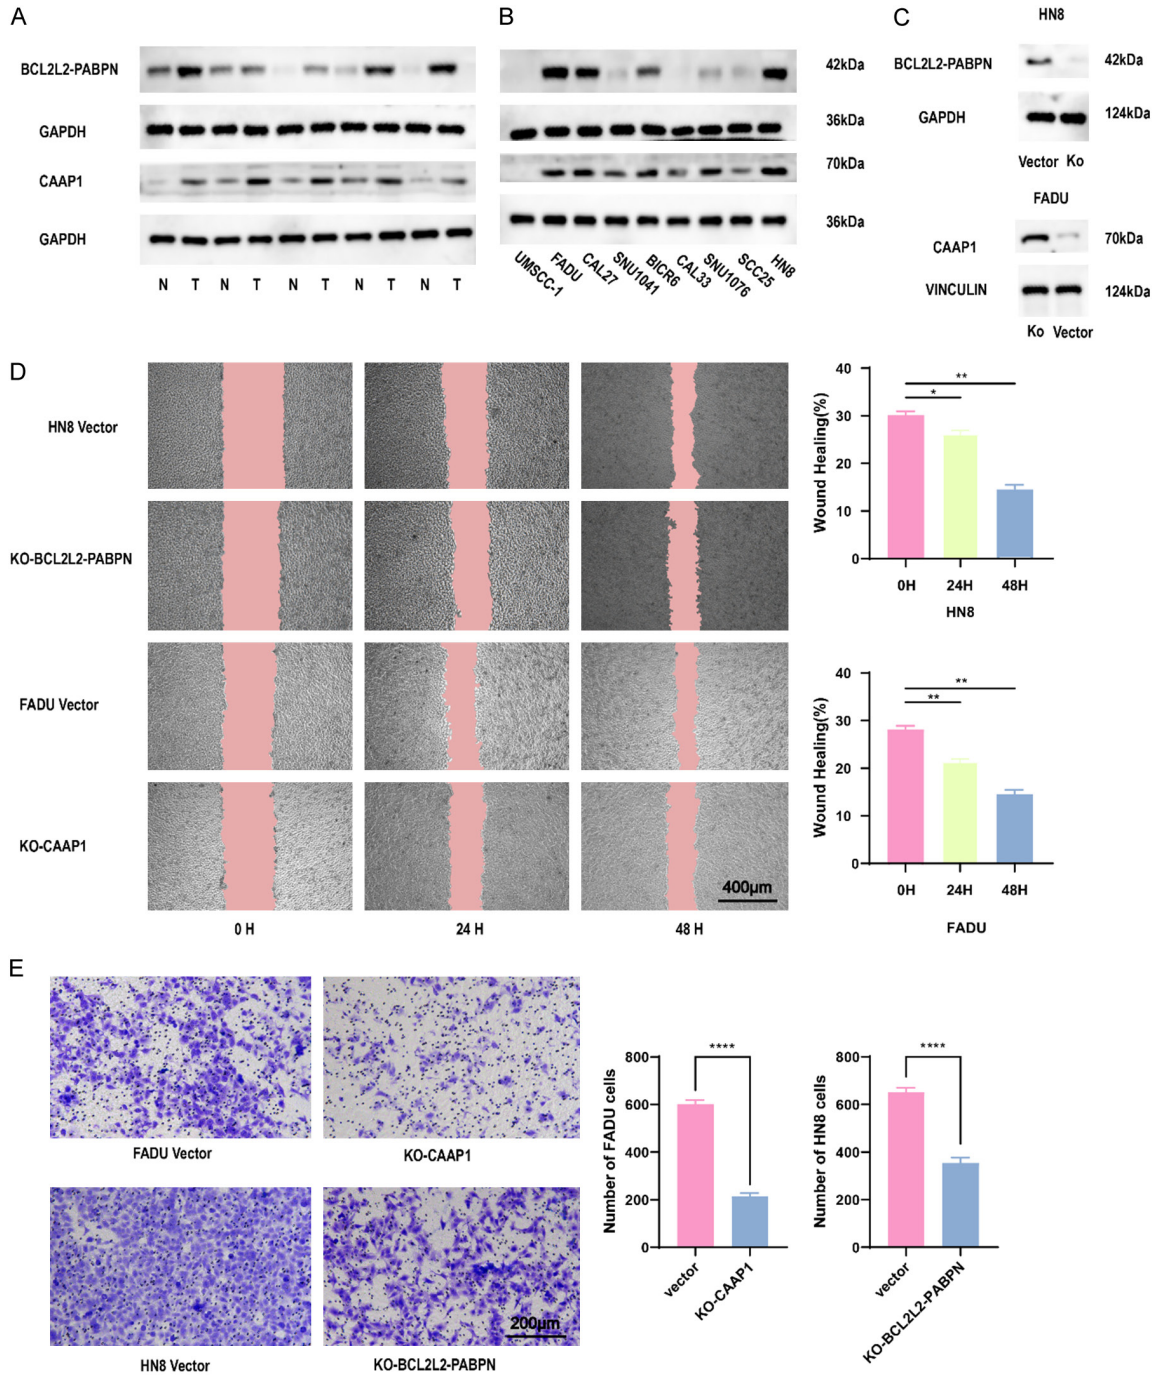 A
BCL2L2-PABPN
GAPDH
CAAP1
GAPDH
N T N T N T N T N T
B
42kDa
36kDa
70kDa
36kDa
UMSCC-1 FADU CAL27 SNU1041 BICR6 CAL33 SNU1076 SCC25 HN8
C
HN8
BCL2L2-PABPN 42kDa
GAPDH 124kDa
Vector Ko
FADU
CAAP1 70kDa
VINCULIN 124kDa
Ko Vector
D
HN8 Vector
KO-BCL2L2-PABPN
FADU Vector
KO-CAAP1
400μm
0 H 24 H 48 H
Wound Healing(%)
40
30
20
10
0
**
*
0H 24H 48H
HN8
Wound Healing(%)
40
30
20
10
0
**
**
0H 24H 48H
FADU
E
FADU Vector KO-CAAP1
200μm
HN8 Vector KO-BCL2L2-PABPN
Number of FADU cells
800
600
400
200
0
****
vector KO-CAAP1
Number of HN8 cells
800
600
400
200
0
****
vector KO-BCL2L2-PABPN